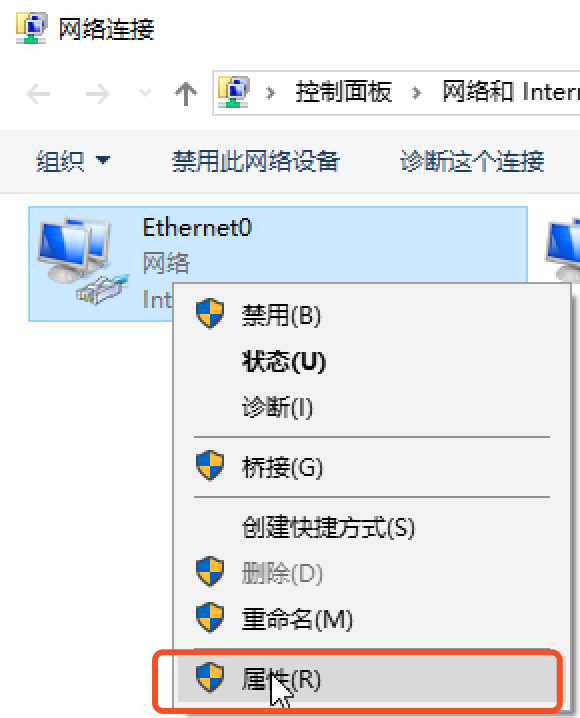 网络连接
控制面板 网络和 Inter
组织 禁用此网络设备 诊断这个连接
Ethernet0
网络
Int
禁用(B)
状态(U)
诊断(I)
桥接(G)
创建快捷方式(S)
删除(D)
重命名(M)
属性(R)